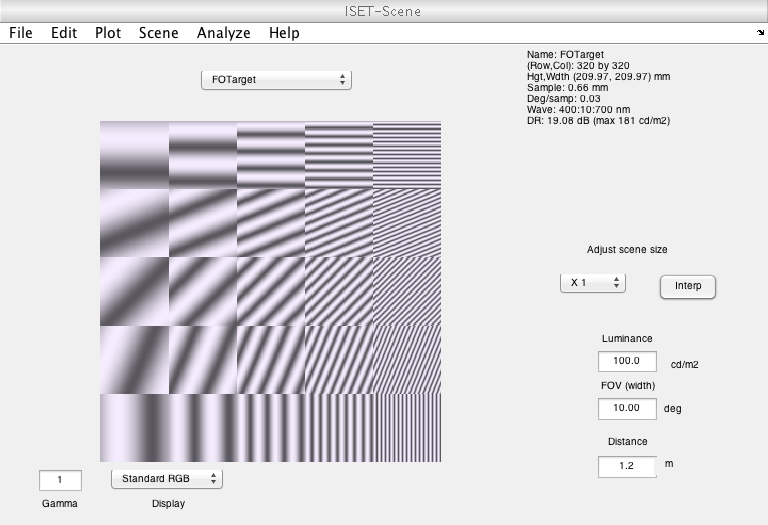 ISET-Scene
File Edit Plot Scene Analyze Help
FOTarget
Name: FOTarget
(Row,Col): 320 by 320
Hgt,Wdth (209.97, 209.97) mm
Sample: 0.66 mm
Deg/samp: 0.03
Wave: 400:10:700 nm
DR: 19.08 dB (max 181 cd/m2)
Adjust scene size
X 1
Interp
Luminance
100.0 cd/m2
FOV (width)
10.00 deg
Distance
1.2 m
1
Standard RGB
Gamma
Display